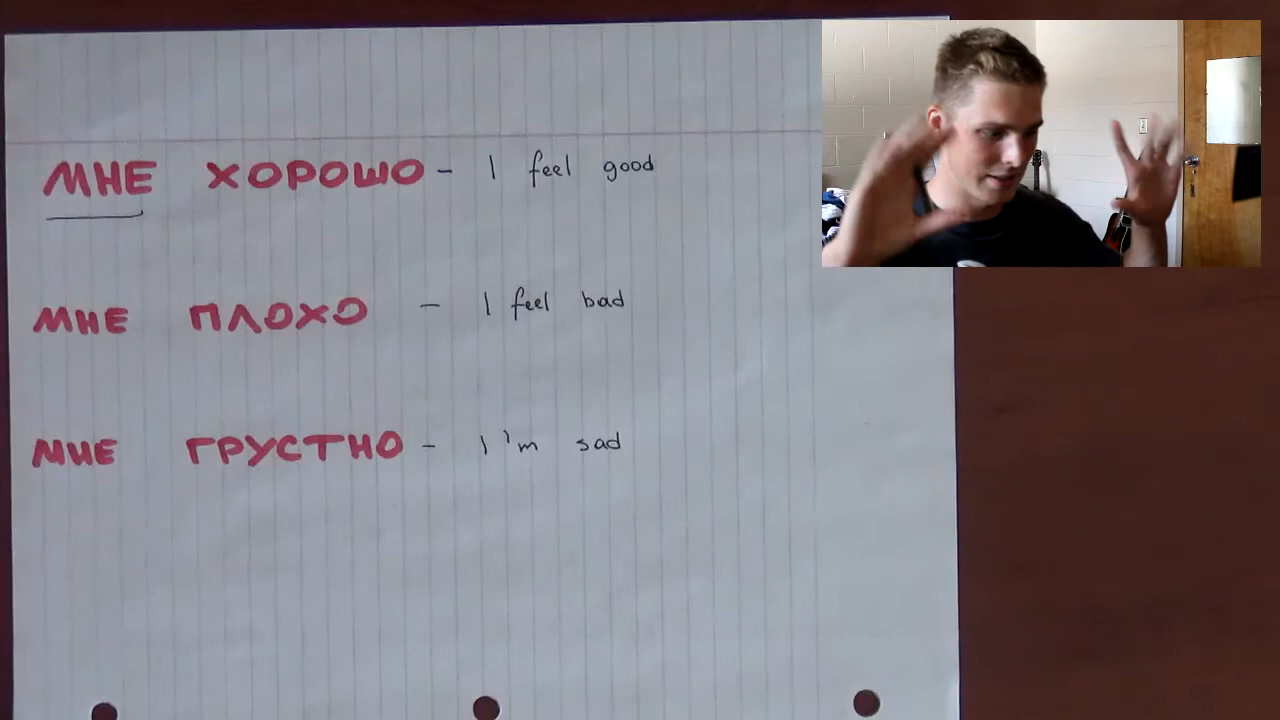 МНЕ ХОРОШО - I feel good
МНЕ ПЛОХО - I feel bad
МНЕ ГРУСТНО - I'm sad